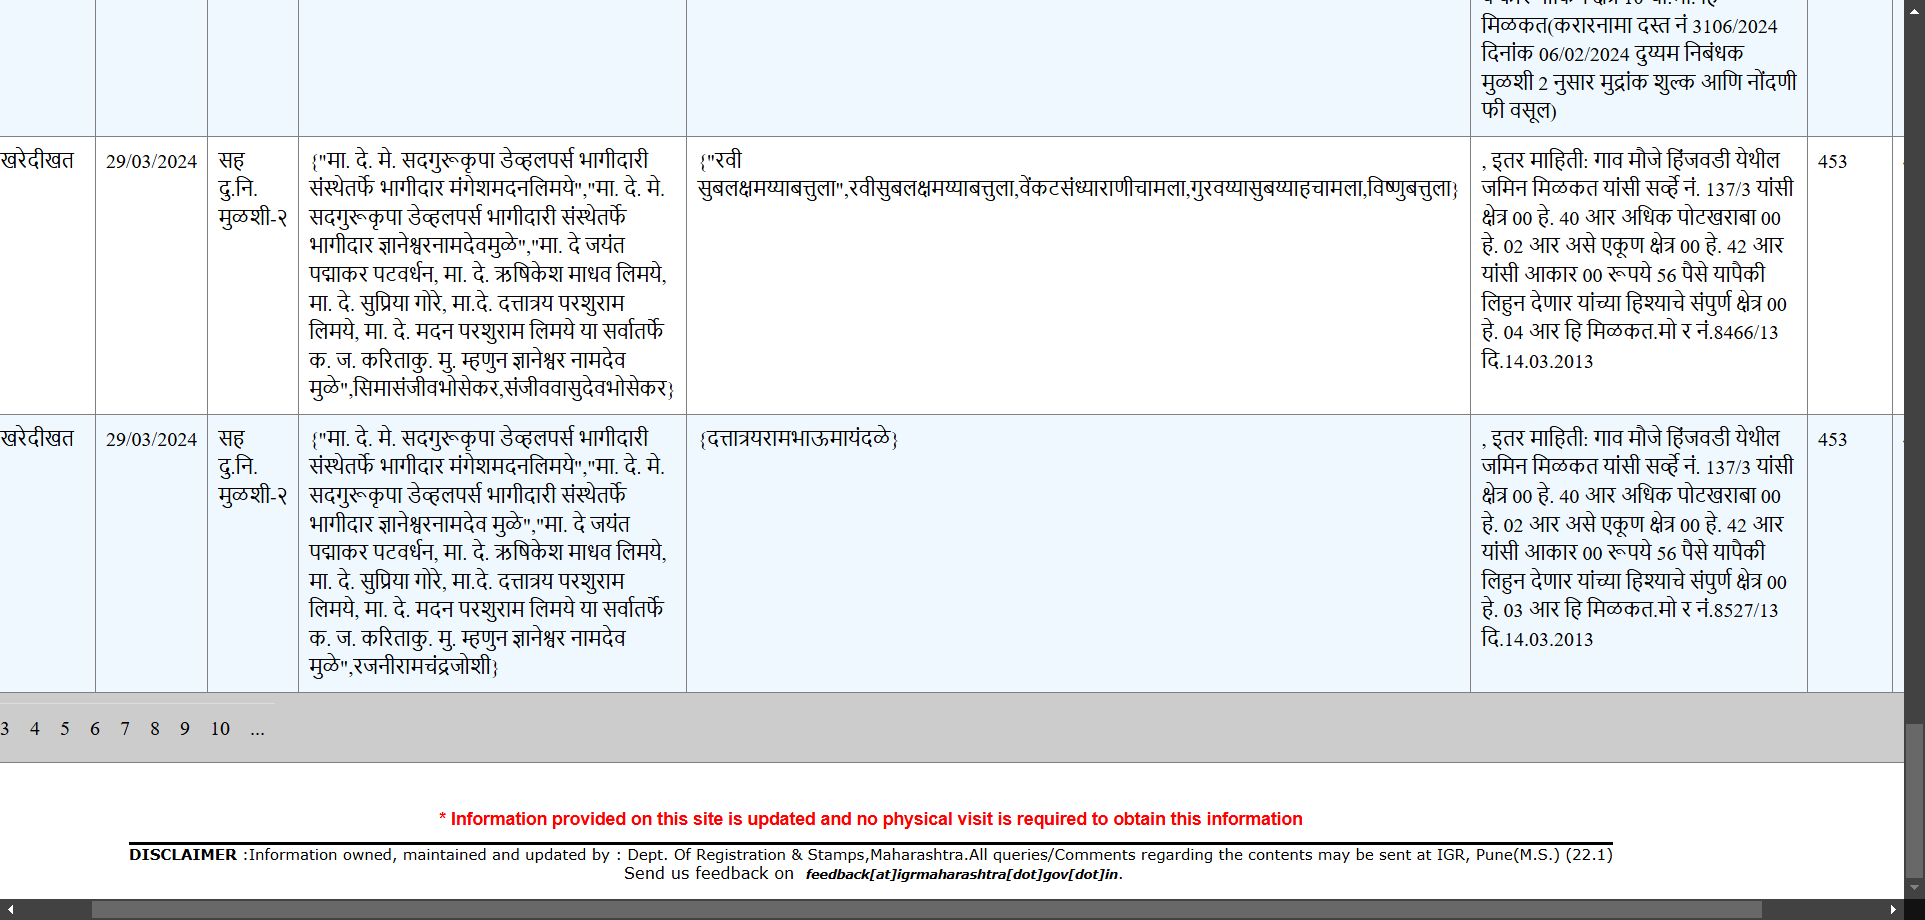 मिळकत(करारनामा दस्त नं 3106/2024
दिनांक 06/02/2024 दुय्यम निबंधक
मुळशी 2 नुसार मुद्रांक शुल्क आणि नोंदणी
फी वसूल)
खरेदीखत
29/03/2024
सह
दु.नि.
मुळशी-२
{"मा. दे. मे. सदगुरूकृपा डेव्हलपर्स भागीदारी
संस्थेतर्फे भागीदार मंगेशमदनलिमये","मा. दे. मे.
सदगुरूकृपा डेव्हलपर्स भागीदारी संस्थेतर्फे
भागीदार ज्ञानेश्वरनामदेवमुळे","मा. दे जयंत
पद्माकर पटवर्धन, मा. दे. ऋषिकेश माधव लिमये,
मा. दे. सुप्रिया गोरे, मा.दे. दत्तात्रय परशुराम
लिमये, मा. दे. मदन परशुराम लिमये या सर्वातर्फे
क. ज. करिताकु. मु. म्हणुन ज्ञानेश्वर नामदेव
मुळे",सिमासंजीवभोसेकर,संजीववासुदेवभोसेकर}
{"रवी
सुबलक्षमय्याबत्तुला",रवीसुबलक्षमय्याबत्तुला,वेंकटसंध्याराणीचामला,गुरवय्यासुबय्याहचामला,विष्णुबत्तुला}
, इतर माहिती: गाव मौजे हिंजवडी येथील
जमिन मिळकत यांसी सर्व्हे नं. 137/3 यांसी
क्षेत्र 00 हे. 40 आर अधिक पोटखराबा 00
हे. 02 आर असे एकूण क्षेत्र 00 हे. 42 आर
यांसी आकार 00 रूपये 56 पैसे यापैकी
लिहुन देणार यांच्या हिश्याचे संपुर्ण क्षेत्र 00
हे. 04 आर हि मिळकत.मो र नं.8466/13
दि.14.03.2013
453
खरेदीखत
29/03/2024
सह
दु.नि.
मुळशी-२
{"मा. दे. मे. सदगुरूकृपा डेव्हलपर्स भागीदारी
संस्थेतर्फे भागीदार मंगेशमदनलिमये","मा. दे. मे.
सदगुरूकृपा डेव्हलपर्स भागीदारी संस्थेतर्फे
भागीदार ज्ञानेश्वरनामदेव मुळे","मा. दे जयंत
पद्माकर पटवर्धन, मा. दे. ऋषिकेश माधव लिमये,
मा. दे. सुप्रिया गोरे, मा.दे. दत्तात्रय परशुराम
लिमये, मा. दे. मदन परशुराम लिमये या सर्वातर्फे
क. ज. करिताकु. मु. म्हणुन ज्ञानेश्वर नामदेव
मुळे",रजनीरामचंद्रजोशी}
{दत्तात्रयरामभाऊमायंदळे}
, इतर माहिती: गाव मौजे हिंजवडी येथील
जमिन मिळकत यांसी सर्व्हे नं. 137/3 यांसी
क्षेत्र 00 हे. 40 आर अधिक पोटखराबा 00
हे. 02 आर असे एकूण क्षेत्र 00 हे. 42 आर
यांसी आकार 00 रूपये 56 पैसे यापैकी
लिहुन देणार यांच्या हिश्याचे संपुर्ण क्षेत्र 00
हे. 03 आर हि मिळकत.मो र नं.8527/13
दि.14.03.2013
453
3 4 5 6 7 8 9 10 ...
* Information provided on this site is updated and no physical visit is required to obtain this information
DISCLAIMER :Information owned, maintained and updated by : Dept. Of Registration & Stamps,Maharashtra.All queries/Comments regarding the contents may be sent at IGR, Pune(M.S.) (22.1)
Send us feedback on feedback[at]igrmaharashtra[dot]gov[dot]in.